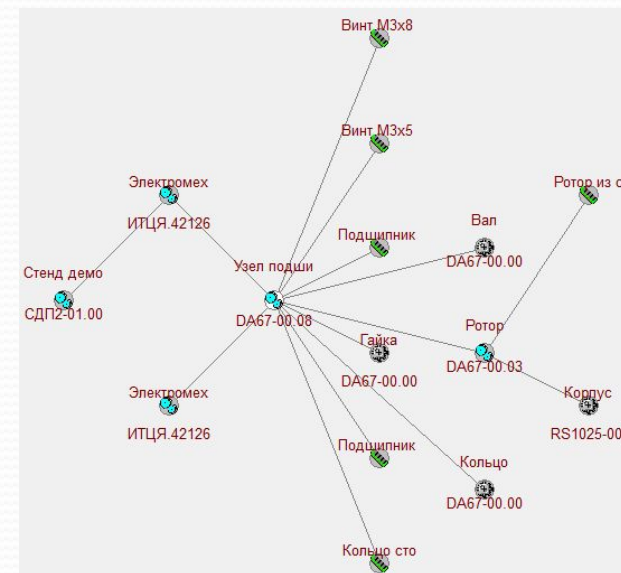 Винт М3х8
Винт М3х5
Электромех
ИТЦЯ.42126
Ротор из с
Подшипник
Вал
DA67-00.00
Стенд демо
СДП2-01.00
Узел подши
DA67-00.08
Гайка
DA67-00.00
Ротор
DA67-00.03
Электромех
ИТЦЯ.42126
Корпус
RS1025-00
Подшипник
Кольцо
DA67-00.00
Кольцо сто